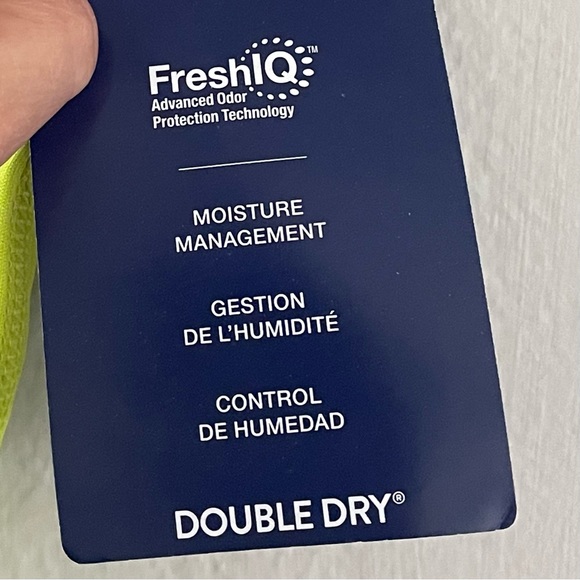 FreshIQ™
Advanced Odor
Protection Technology
MOISTURE
MANAGEMENT
GESTION
DE L'HUMIDITÉ
CONTROL
DE HUMEDAD
DOUBLE DRY®